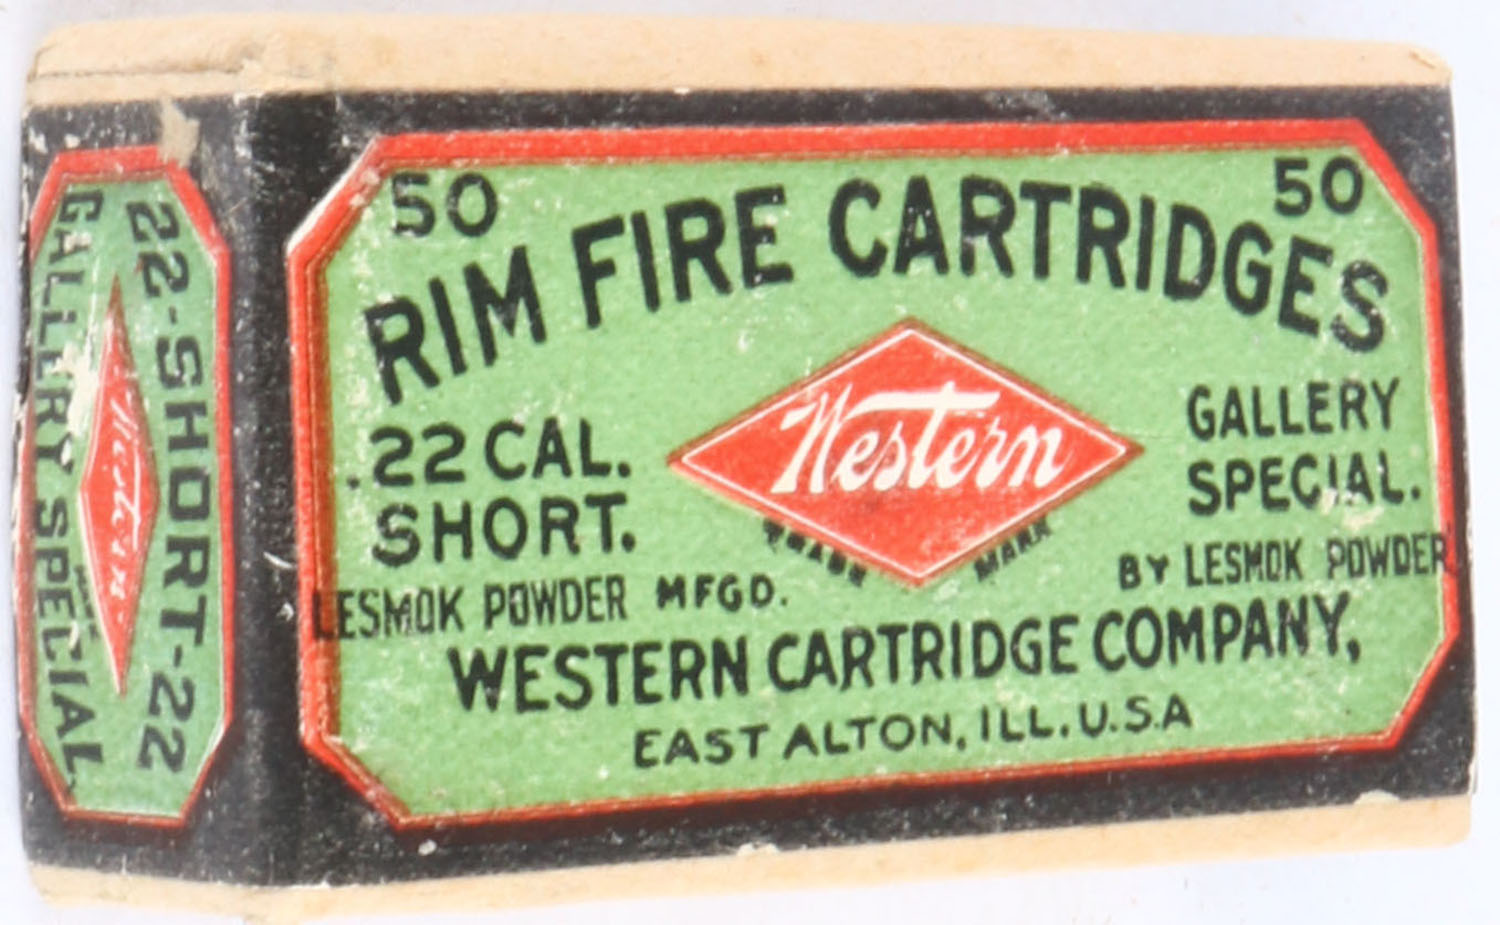 50 50
RIM FIRE CARTRIDGES
.22 CAL.
SHORT.
Western
TRADE MARK
GALLERY
SPECIAL.
LESMOK POWDER MFGD. BY LESMOK POWDER
WESTERN CARTRIDGE COMPANY,
EAST ALTON, ILL. U.S.A
22-SHORT-22
Western
GALLERY SPECIAL